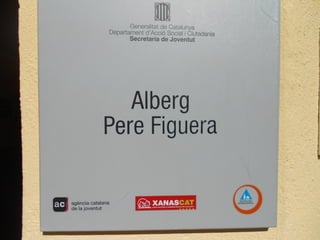 Generalitat de Catalunya
Departament d'Acció Social i Ciutadania
Secretaria de Joventut
Alberg
Pere Figuera
ac
agència catalana
de la joventut
XANASCAT